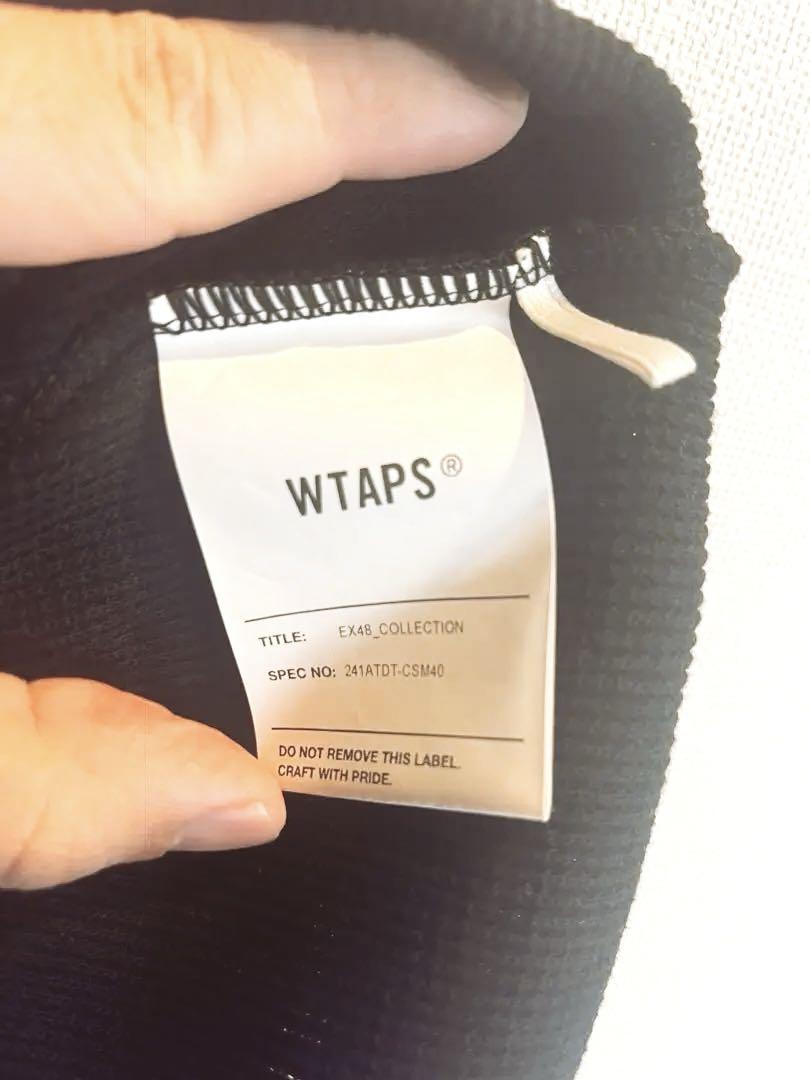 WTAPS®
TITLE: EX48_COLLECTION
SPEC NO: 241ATDT-CSM40
DO NOT REMOVE THIS LABEL.
CRAFT WITH PRIDE.